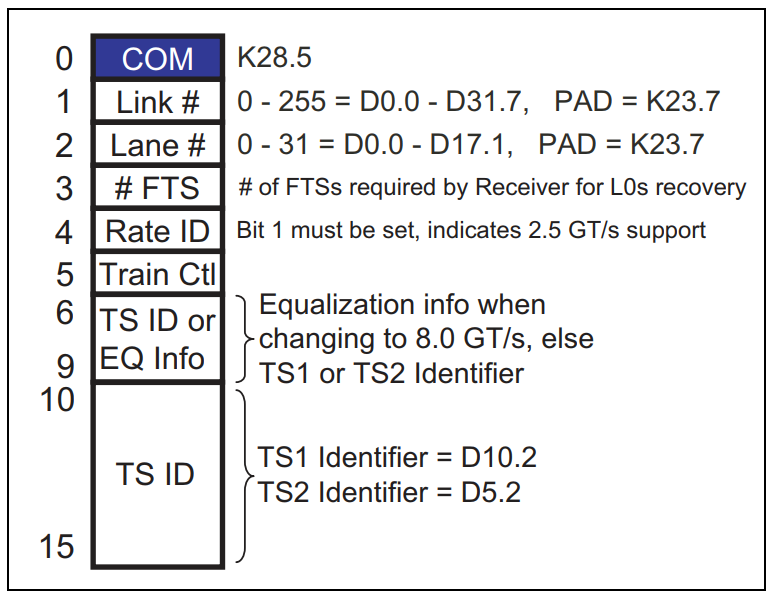 0 COM K28.5
1 Link # 0 - 255 = D0.0 - D31.7, PAD = K23.7
2 Lane # 0 - 31 = D0.0 - D17.1, PAD = K23.7
3 # FTS # of FTSs required by Receiver for L0s recovery
4 Rate ID Bit 1 must be set, indicates 2.5 GT/s support
5 Train Ctl
6 TS ID or Equalization info when
changing to 8.0 GT/s, else
9 EQ Info TS1 or TS2 Identifier
10
TS ID TS1 Identifier = D10.2
TS2 Identifier = D5.2
15